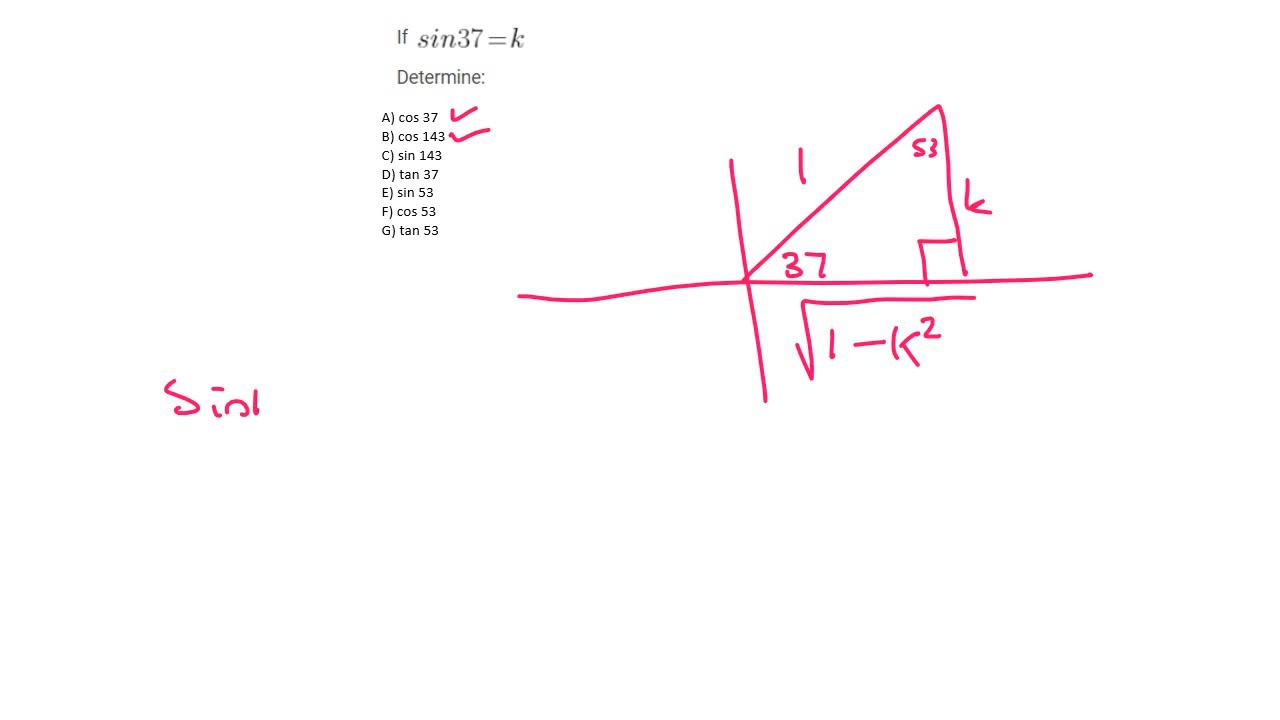 If sin37=k
Determine:
A) cos 37
B) cos 143
C) sin 143
D) tan 37
E) sin 53
F) cos 53
G) tan 53
1
53
k
37
√1-k²
Sin1